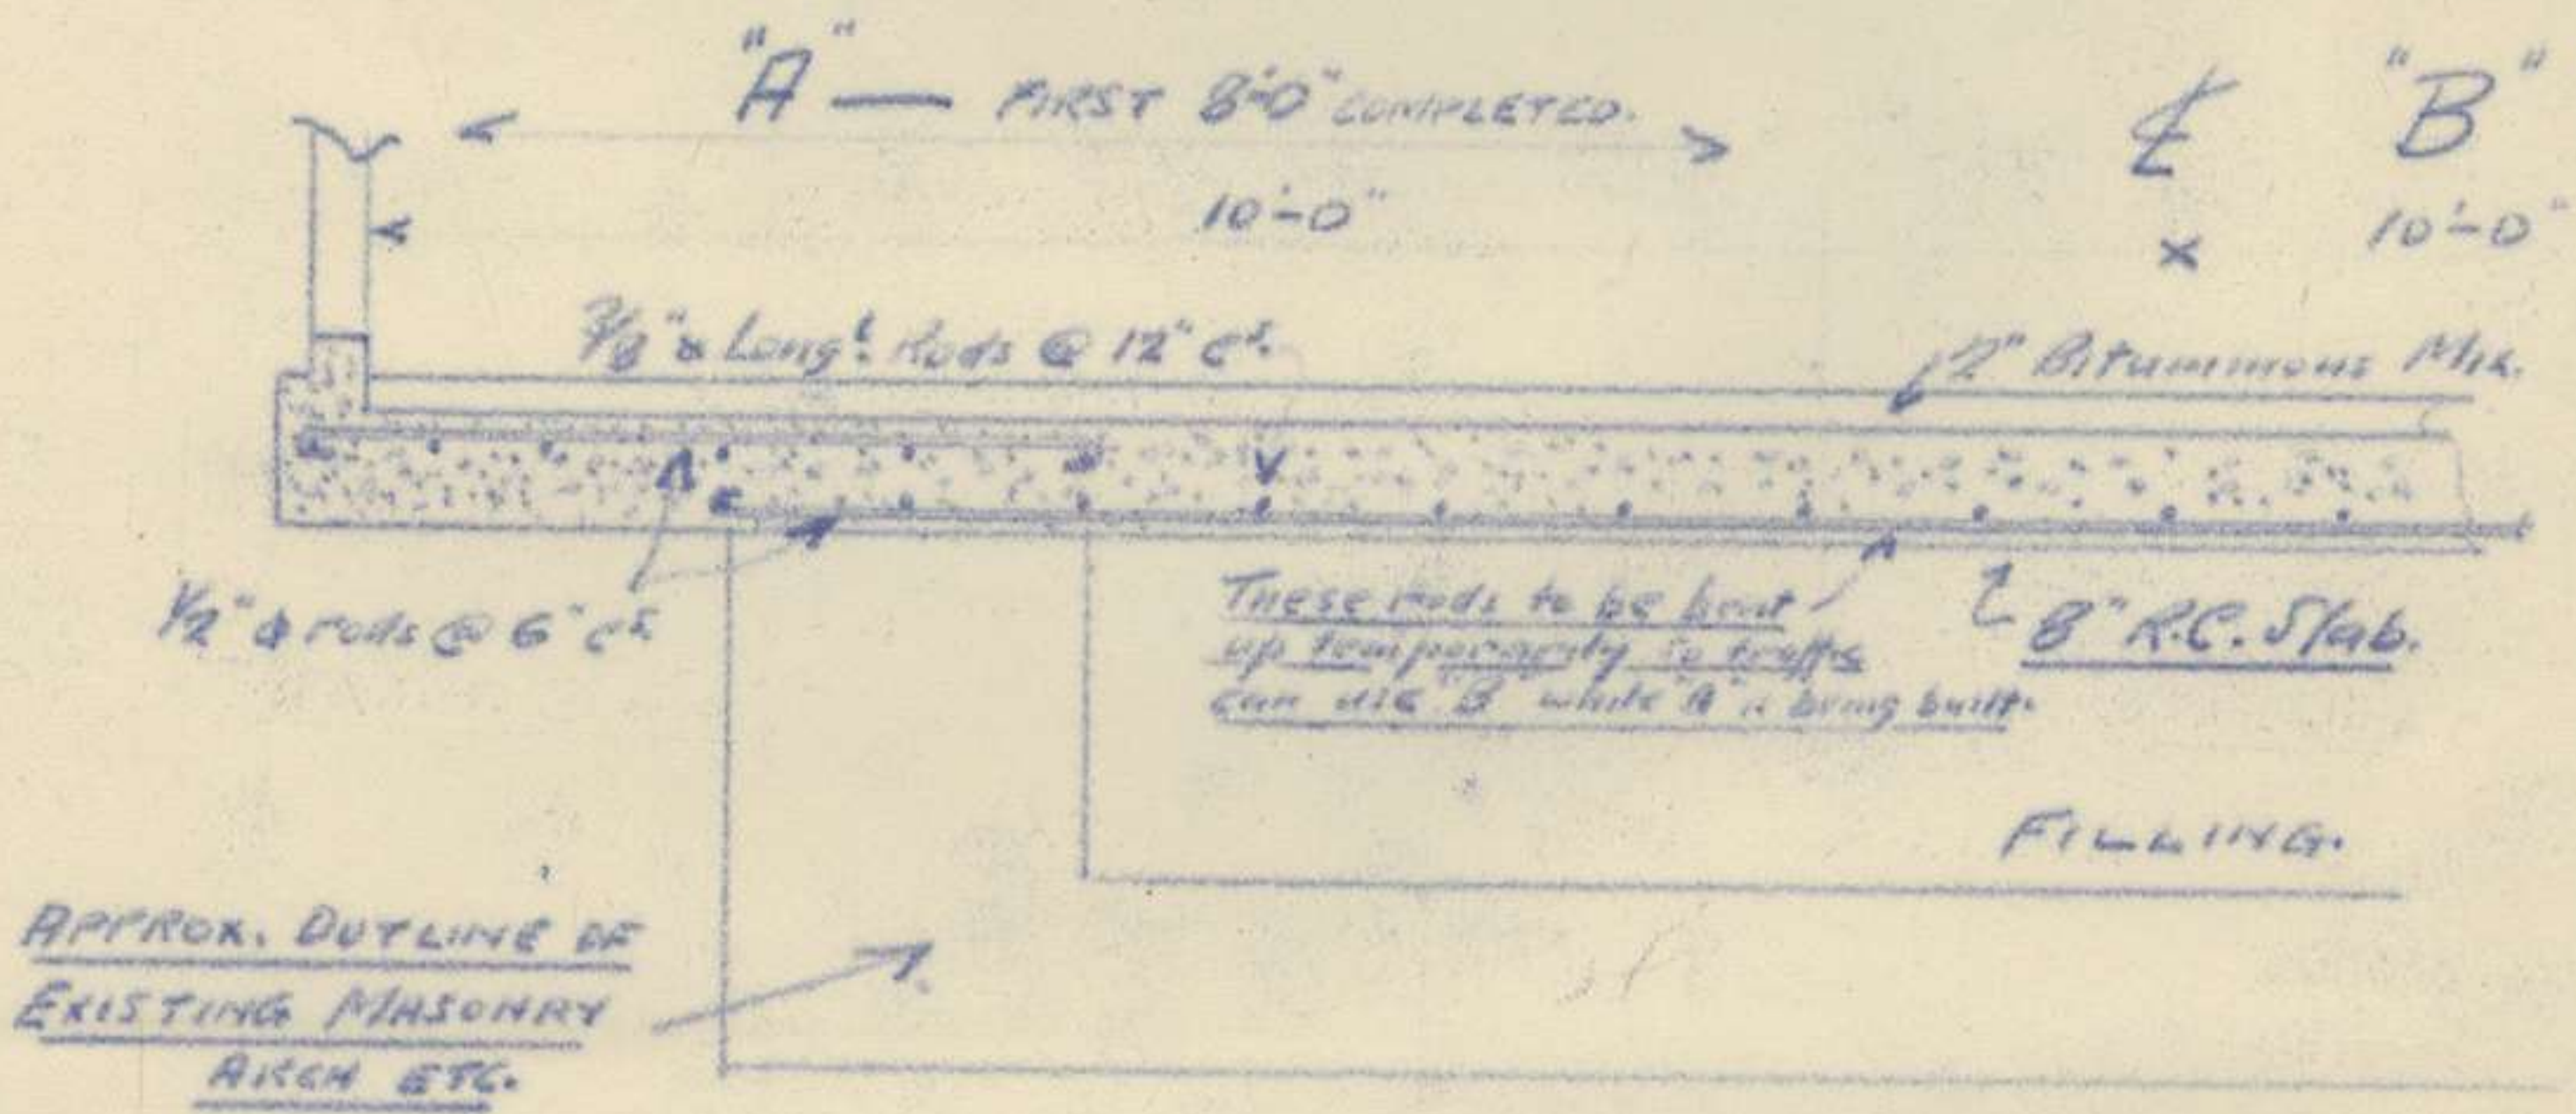 "A" — FIRST 8'-0" COMPLETED.
℄ "B"
10'-0"
x 10'-0"
3/8" ϕ Long^t. Rods @ 12" c^s.
2" Bitumminous Mix.
1/2" ϕ rods @ 6" c^s.
These rods to be bent
up temporarily so traffic
can use "B" while "A" is being built.
8" R.C. Slab.
FILLING.
APPROX. OUTLINE OF
EXISTING MASONRY
ARCH ETC.